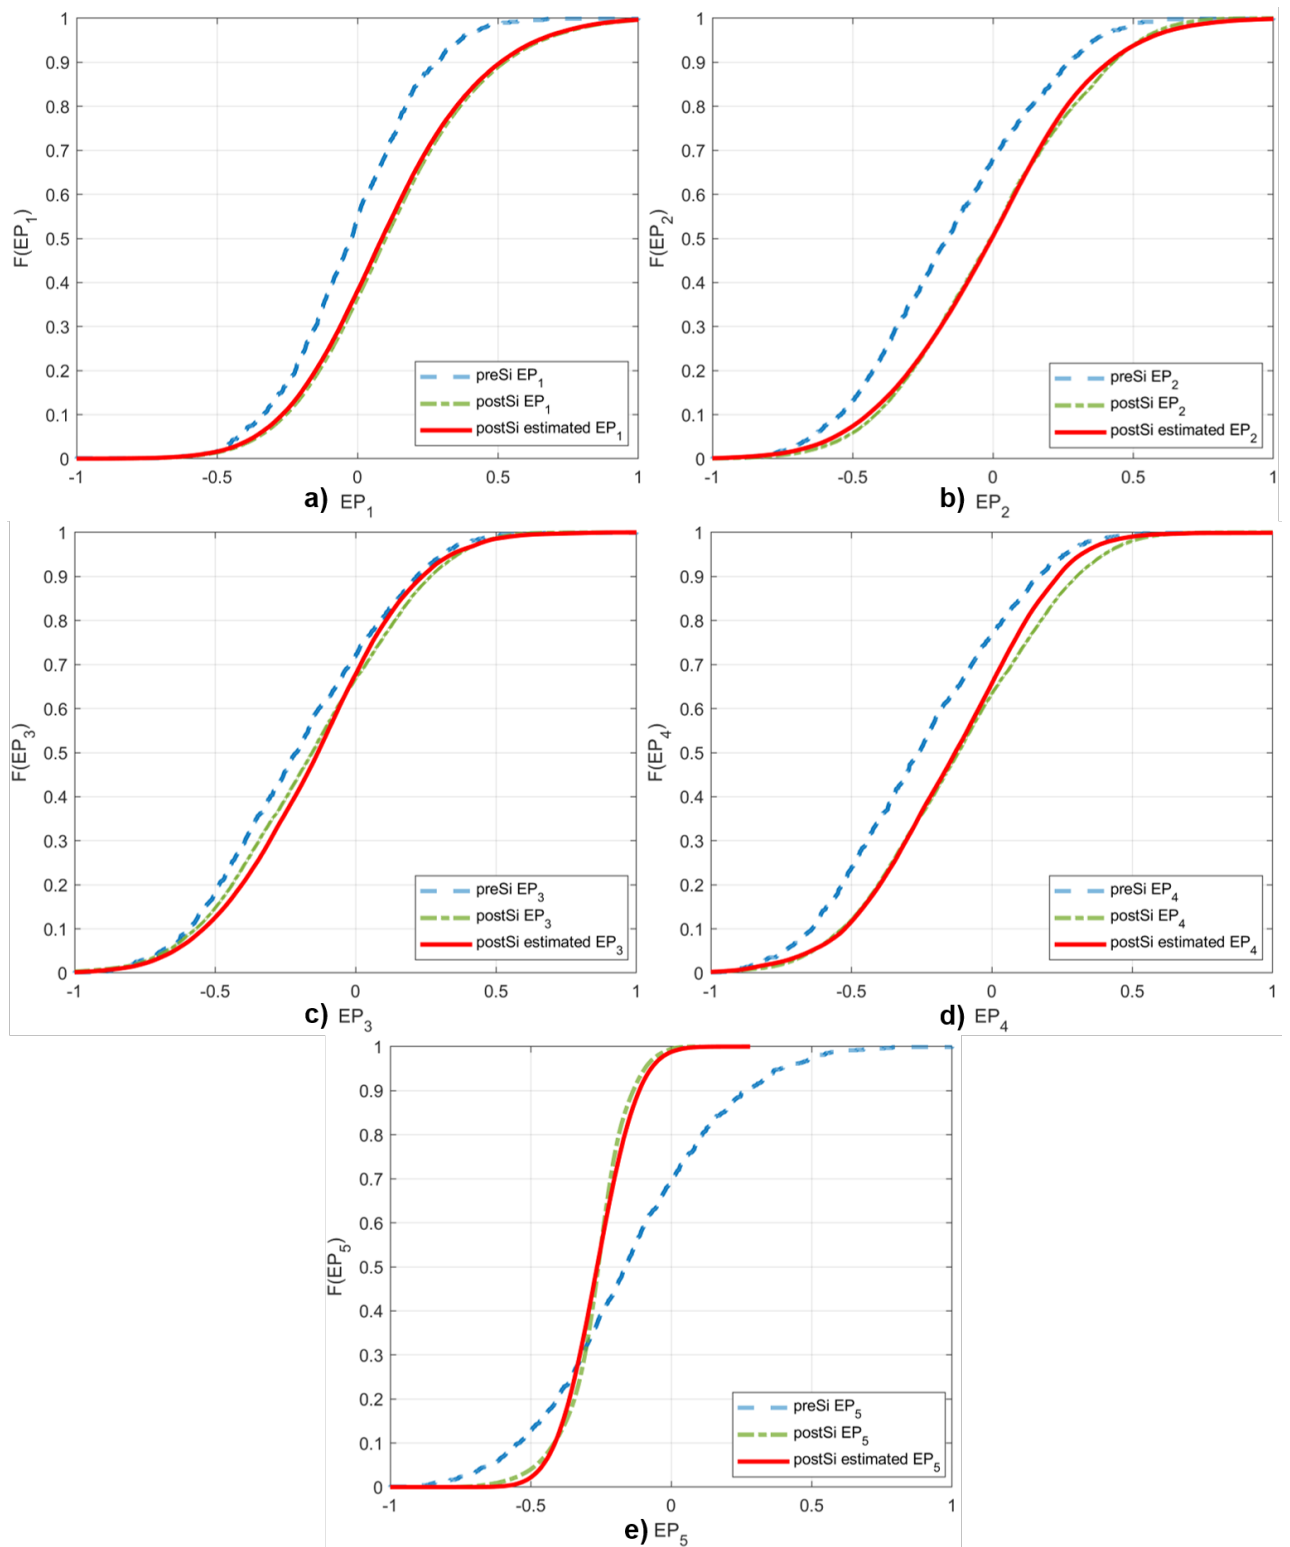 1
0.9
0.8
0.7
0.6
0.5
0.4
0.3
0.2
0.1
0
F(EP1)
preSi EP1
postSi EP1
postSi estimated EP1
-1 -0.5 0 0.5 1
a) EP1
1
0.9
0.8
0.7
0.6
0.5
0.4
0.3
0.2
0.1
0
F(EP2)
preSi EP2
postSi EP2
postSi estimated EP2
-1 -0.5 0 0.5 1
b) EP2
1
0.9
0.8
0.7
0.6
0.5
0.4
0.3
0.2
0.1
0
F(EP3)
preSi EP3
postSi EP3
postSi estimated EP3
-1 -0.5 0 0.5 1
c) EP3
1
0.9
0.8
0.7
0.6
0.5
0.4
0.3
0.2
0.1
0
F(EP4)
preSi EP4
postSi EP4
postSi estimated EP4
-1 -0.5 0 0.5 1
d) EP4
1
0.9
0.8
0.7
0.6
0.5
0.4
0.3
0.2
0.1
0
F(EP5)
preSi EP5
postSi EP5
postSi estimated EP5
-1 -0.5 0 0.5 1
e) EP5